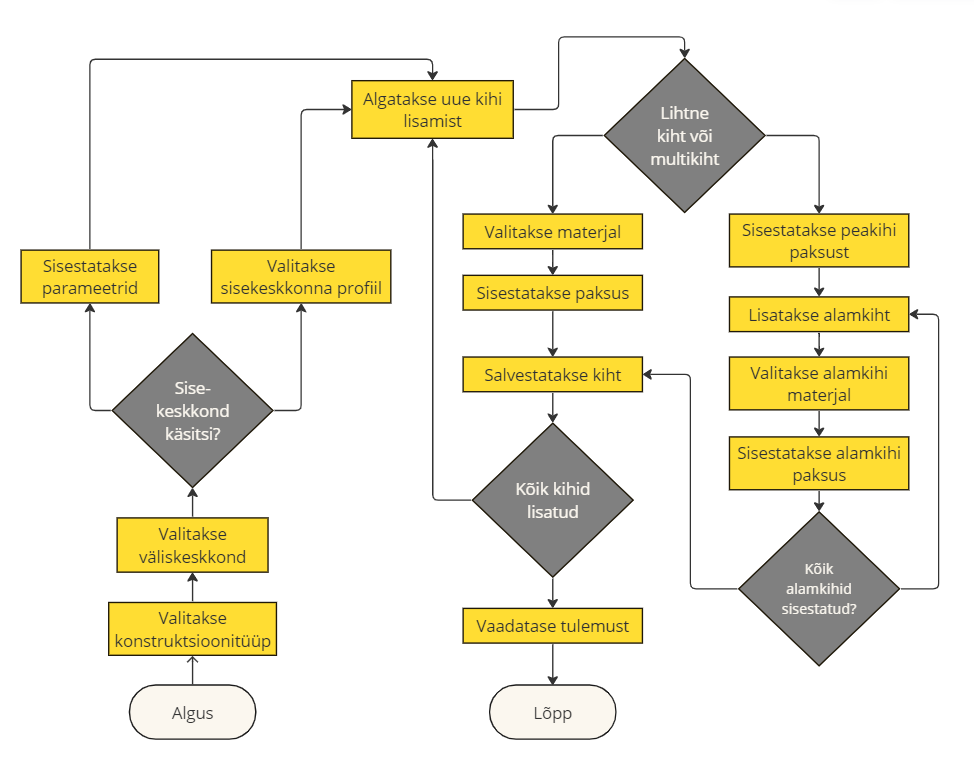 Algatakse uue kihi
lisamist
Lihtne
kiht või
multikiht
Valitakse materjal
Sisestatakse peakihi
paksust
Sisestatakse
parameetrid
Valitakse
sisekeskkonna profiil
Sisestatakse paksus
Lisatakse alamkiht
Salvestatakse kiht
Valitakse alamkihi
materjal
Sise-
keskkond
käsitsi?
Sisestatakse alamkihi
paksus
Kõik kihid
lisatud
Valitakse
väliskeskkond
Kõik
alamkihid
sisestatud?
Valitakse
konstruktsioonitüüp
Vaadatase tulemust
Algus
Lõpp